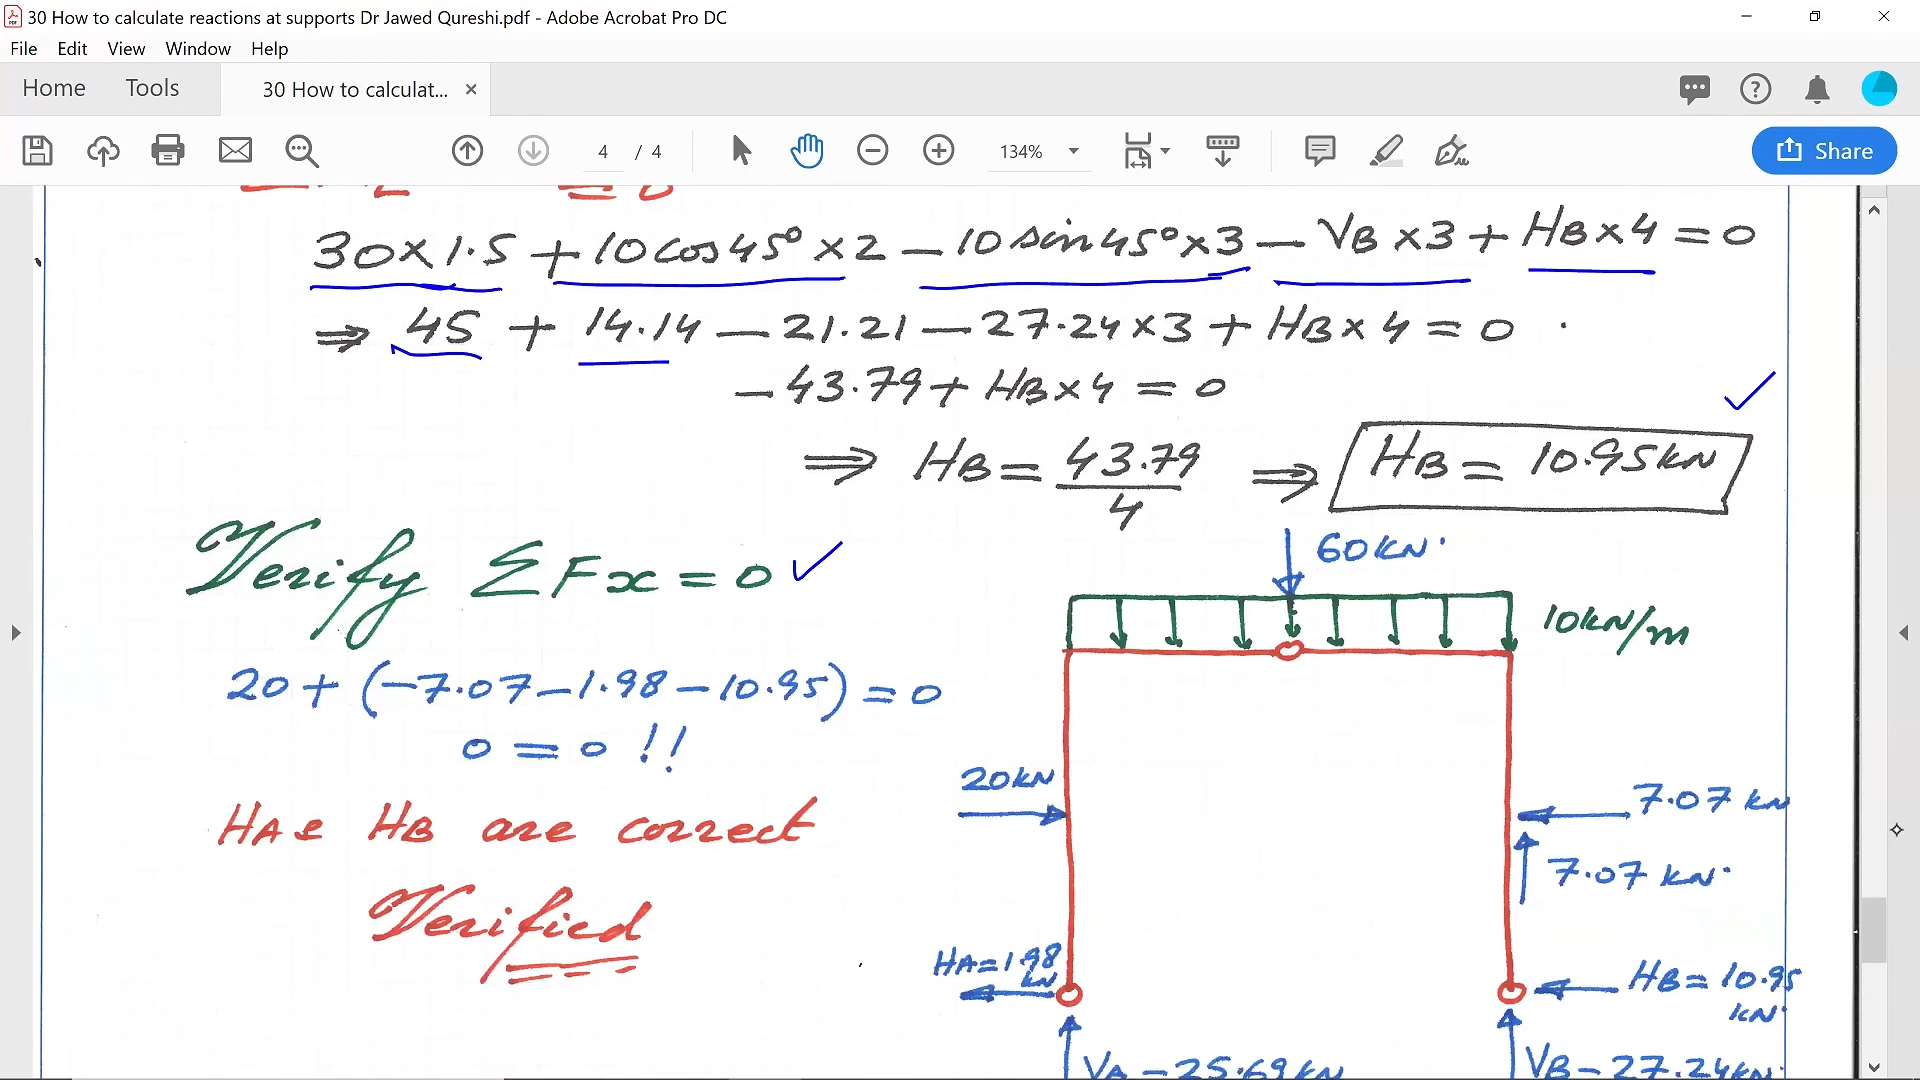 30 How to calculate reactions at supports Dr Jawed Qureshi.pdf - Adobe Acrobat Pro DC
File Edit View Window Help
Home Tools 30 How to calculat... ×
4 / 4 134% Share
30×1.5 + 10cos45° ×2 − 10sin45°×3 − VB×3 + HB×4 = 0
⇒ 45 + 14.14 − 21.21 − 27.24×3 + HB×4 = 0
− 43.79 + HB×4 = 0
⇒ HB = 43.79/4 ⇒ HB = 10.95kN
Verify ΣFx = 0 ✓
60kN
10kN/m
20 + (−7.07 − 1.98 − 10.95) = 0
0 = 0 !!
20kN
7.07 kN
HA & HB are correct
7.07 kN
Verified
HA=1.98 kN
HB = 10.95 kN
VA = 25.69 kN
VB = 27.24kN